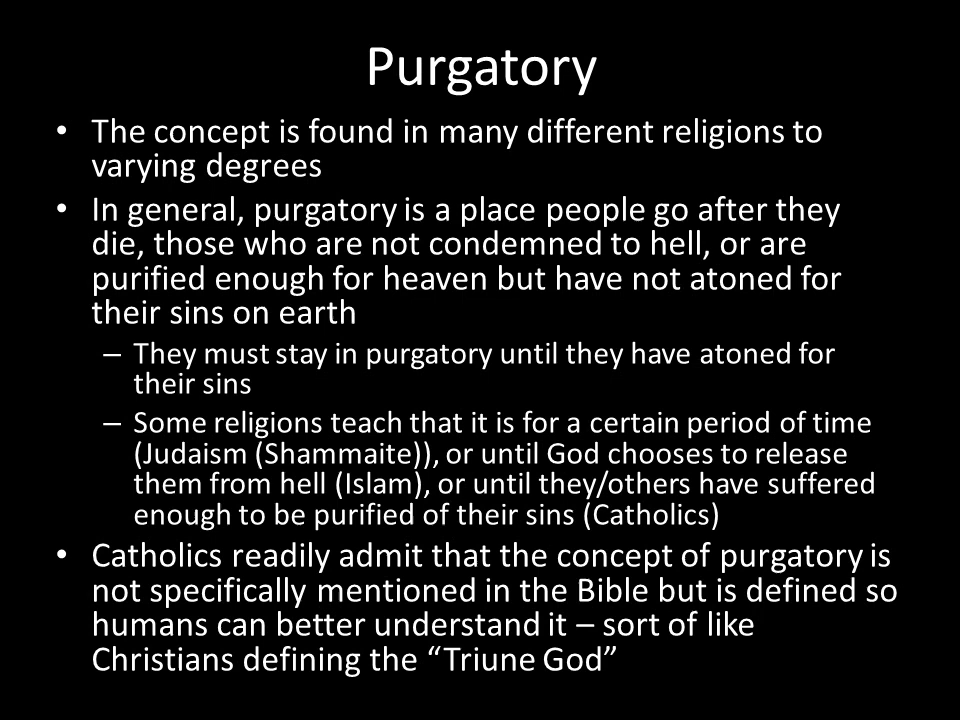 Purgatory
• The concept is found in many different religions to
varying degrees
• In general, purgatory is a place people go after they
die, those who are not condemned to hell, or are
purified enough for heaven but have not atoned for
their sins on earth
– They must stay in purgatory until they have atoned for
their sins
– Some religions teach that it is for a certain period of time
(Judaism (Shammaite)), or until God chooses to release
them from hell (Islam), or until they/others have suffered
enough to be purified of their sins (Catholics)
• Catholics readily admit that the concept of purgatory is
not specifically mentioned in the Bible but is defined so
humans can better understand it – sort of like
Christians defining the “Triune God”